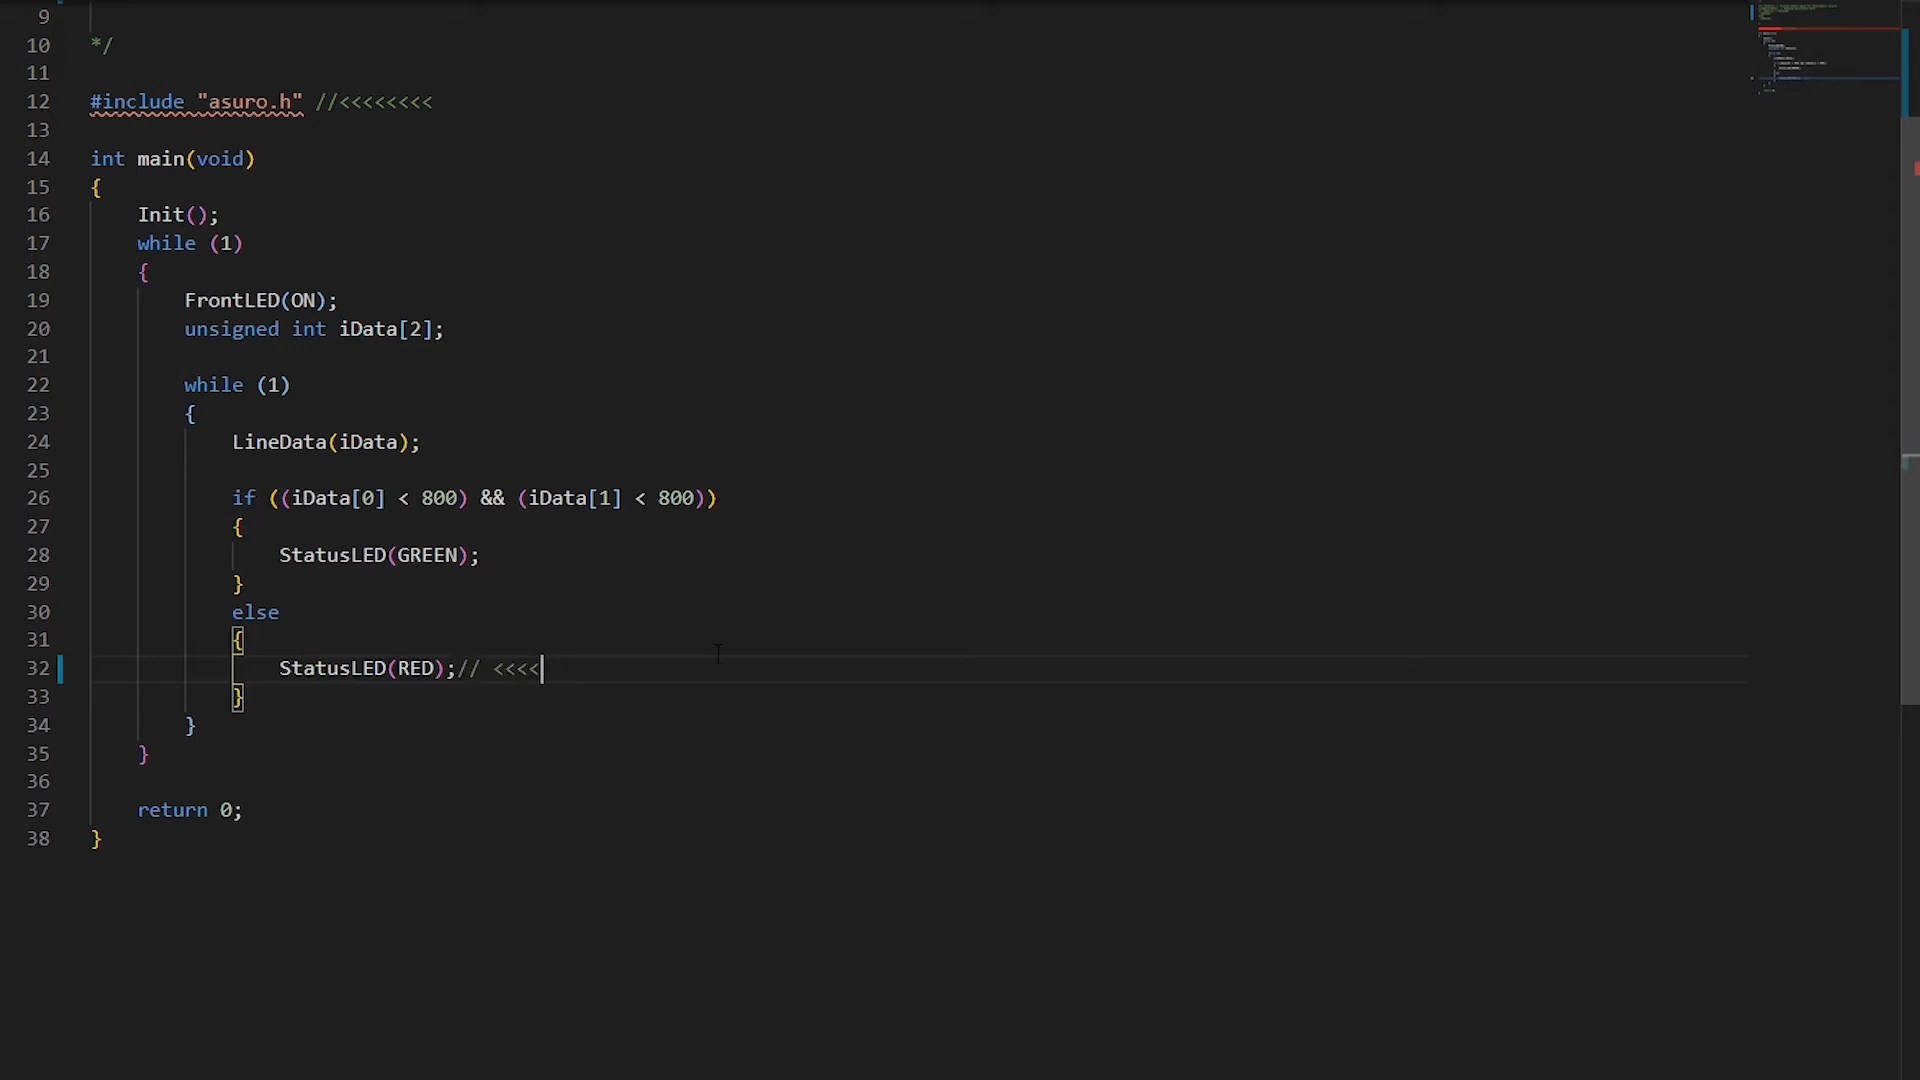 9
10 */
11
12 #include "asuro.h" //<<<<<<<<
13
14 int main(void)
15 {
16 Init();
17 while (1)
18 {
19 FrontLED(ON);
20 unsigned int iData[2];
21
22 while (1)
23 {
24 LineData(iData);
25
26 if ((iData[0] < 800) && (iData[1] < 800))
27 {
28 StatusLED(GREEN);
29 }
30 else
31 {
32 StatusLED(RED);// <<<<
33 }
34 }
35 }
36
37 return 0;
38 }